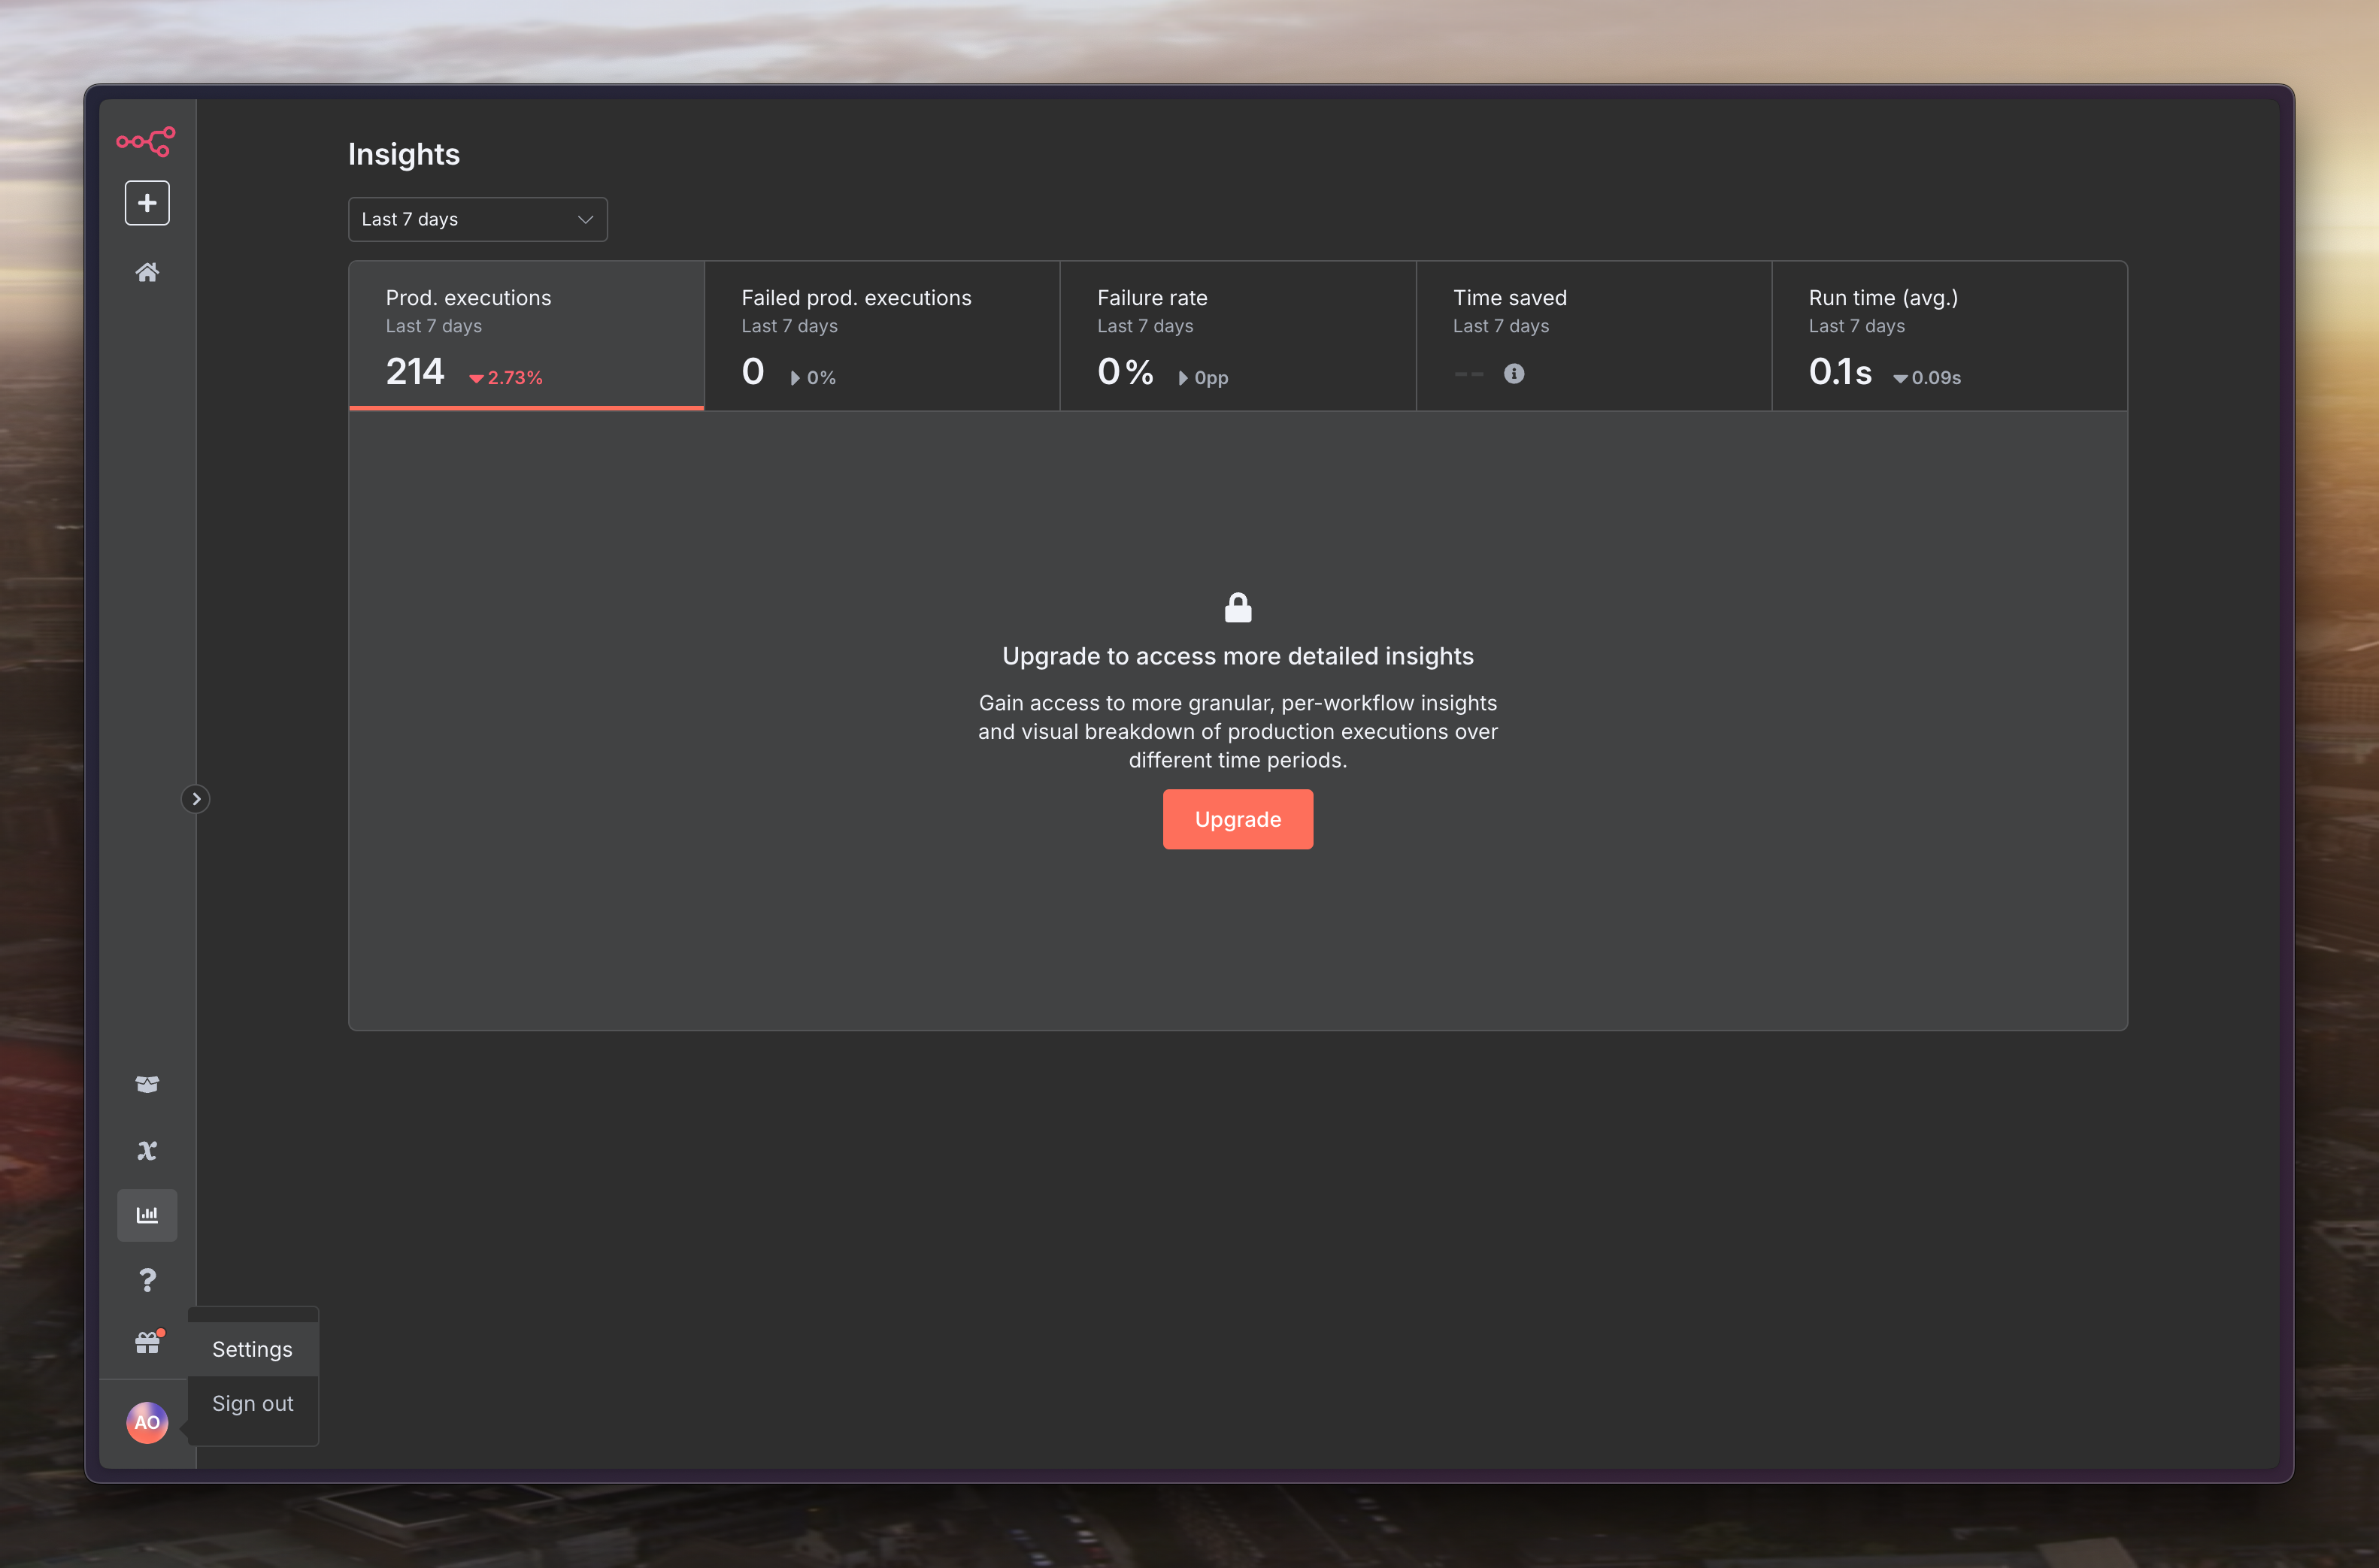 Insights
Last 7 days
Prod. executions
Last 7 days
214 2.73%
Failed prod. executions
Last 7 days
0 0%
Failure rate
Last 7 days
0% 0pp
Time saved
Last 7 days
--
Run time (avg.)
Last 7 days
0.1s 0.09s
Upgrade to access more detailed insights
Gain access to more granular, per-workflow insights
and visual breakdown of production executions over
different time periods.
Upgrade
Settings
Sign out
AO